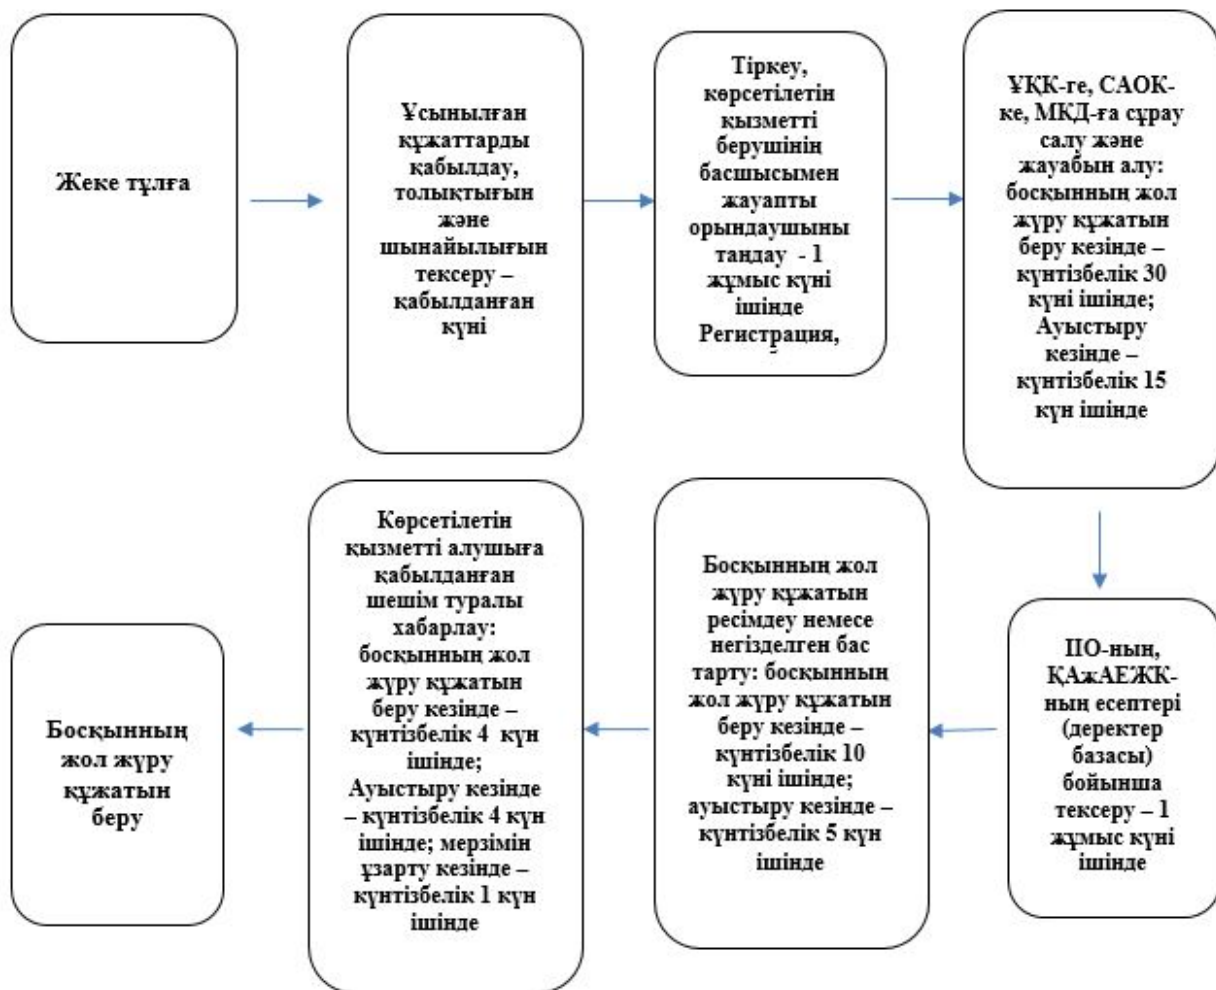 Жеке тұлға
Ұсынылған
құжаттарды
қабылдау,
толықтығын
және
шынайылығын
тексеру –
қабылданған
күні
Тіркеу,
көрсетілетін
қызметті
берушінің
басшысымен
жауапты
орындаушыны
таңдау - 1
жұмыс күні
ішінде
Регистрация,
ҰҚК-ге, САОК-
ке, МКД-ға сұрау
салу және
жауабын алу:
босқынның жол
жүру құжатын
беру кезінде –
күнтізбелік 30
күні ішінде;
Ауыстыру
кезінде –
күнтізбелік 15
күн ішінде
ІІО-ның,
ҚАжАЕЖК-
ның есептері
(деректер
базасы)
бойынша
тексеру – 1
жұмыс күні
ішінде
Босқынның жол
жүру құжатын
ресімдеу немесе
негізделген бас
тарту: босқынның
жол жүру құжатын
беру кезінде –
күнтізбелік 10
күні ішінде;
ауыстыру кезінде –
күнтізбелік 5 күн
ішінде
Көрсетілетін
қызметті алушыға
қабылданған
шешім туралы
хабарлау:
босқынның жол
жүру құжатын
беру кезінде –
күнтізбелік 4 күн
ішінде;
Ауыстыру кезінде
– күнтізбелік 4 күн
ішінде; мерзімін
ұзарту кезінде –
күнтізбелік 1 күн
ішінде
Босқынның
жол жүру
құжатын
беру